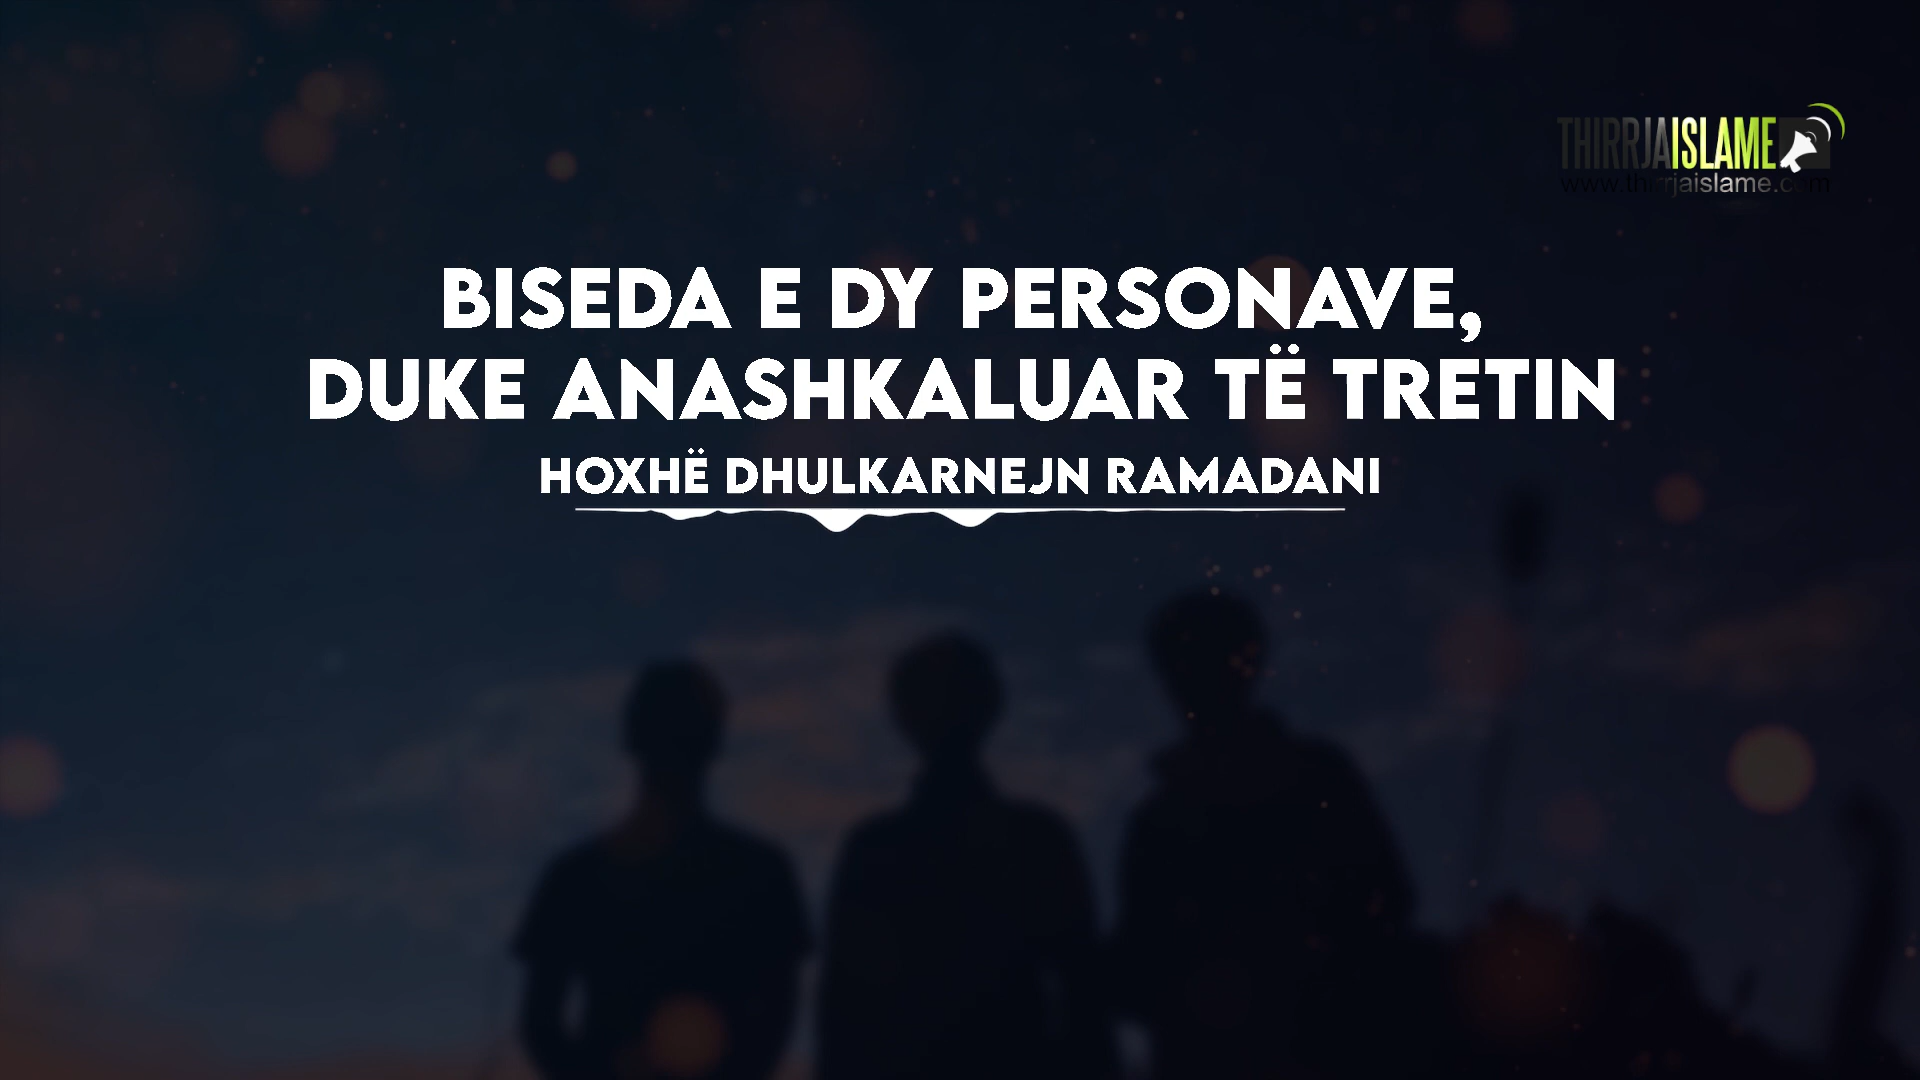 THIRRJAISLAME
www.thirrjaislame.com
BISEDA E DY PERSONAVE,
DUKE ANASHKALUAR TË TRETIN
HOXHË DHULKARNEJN RAMADANI